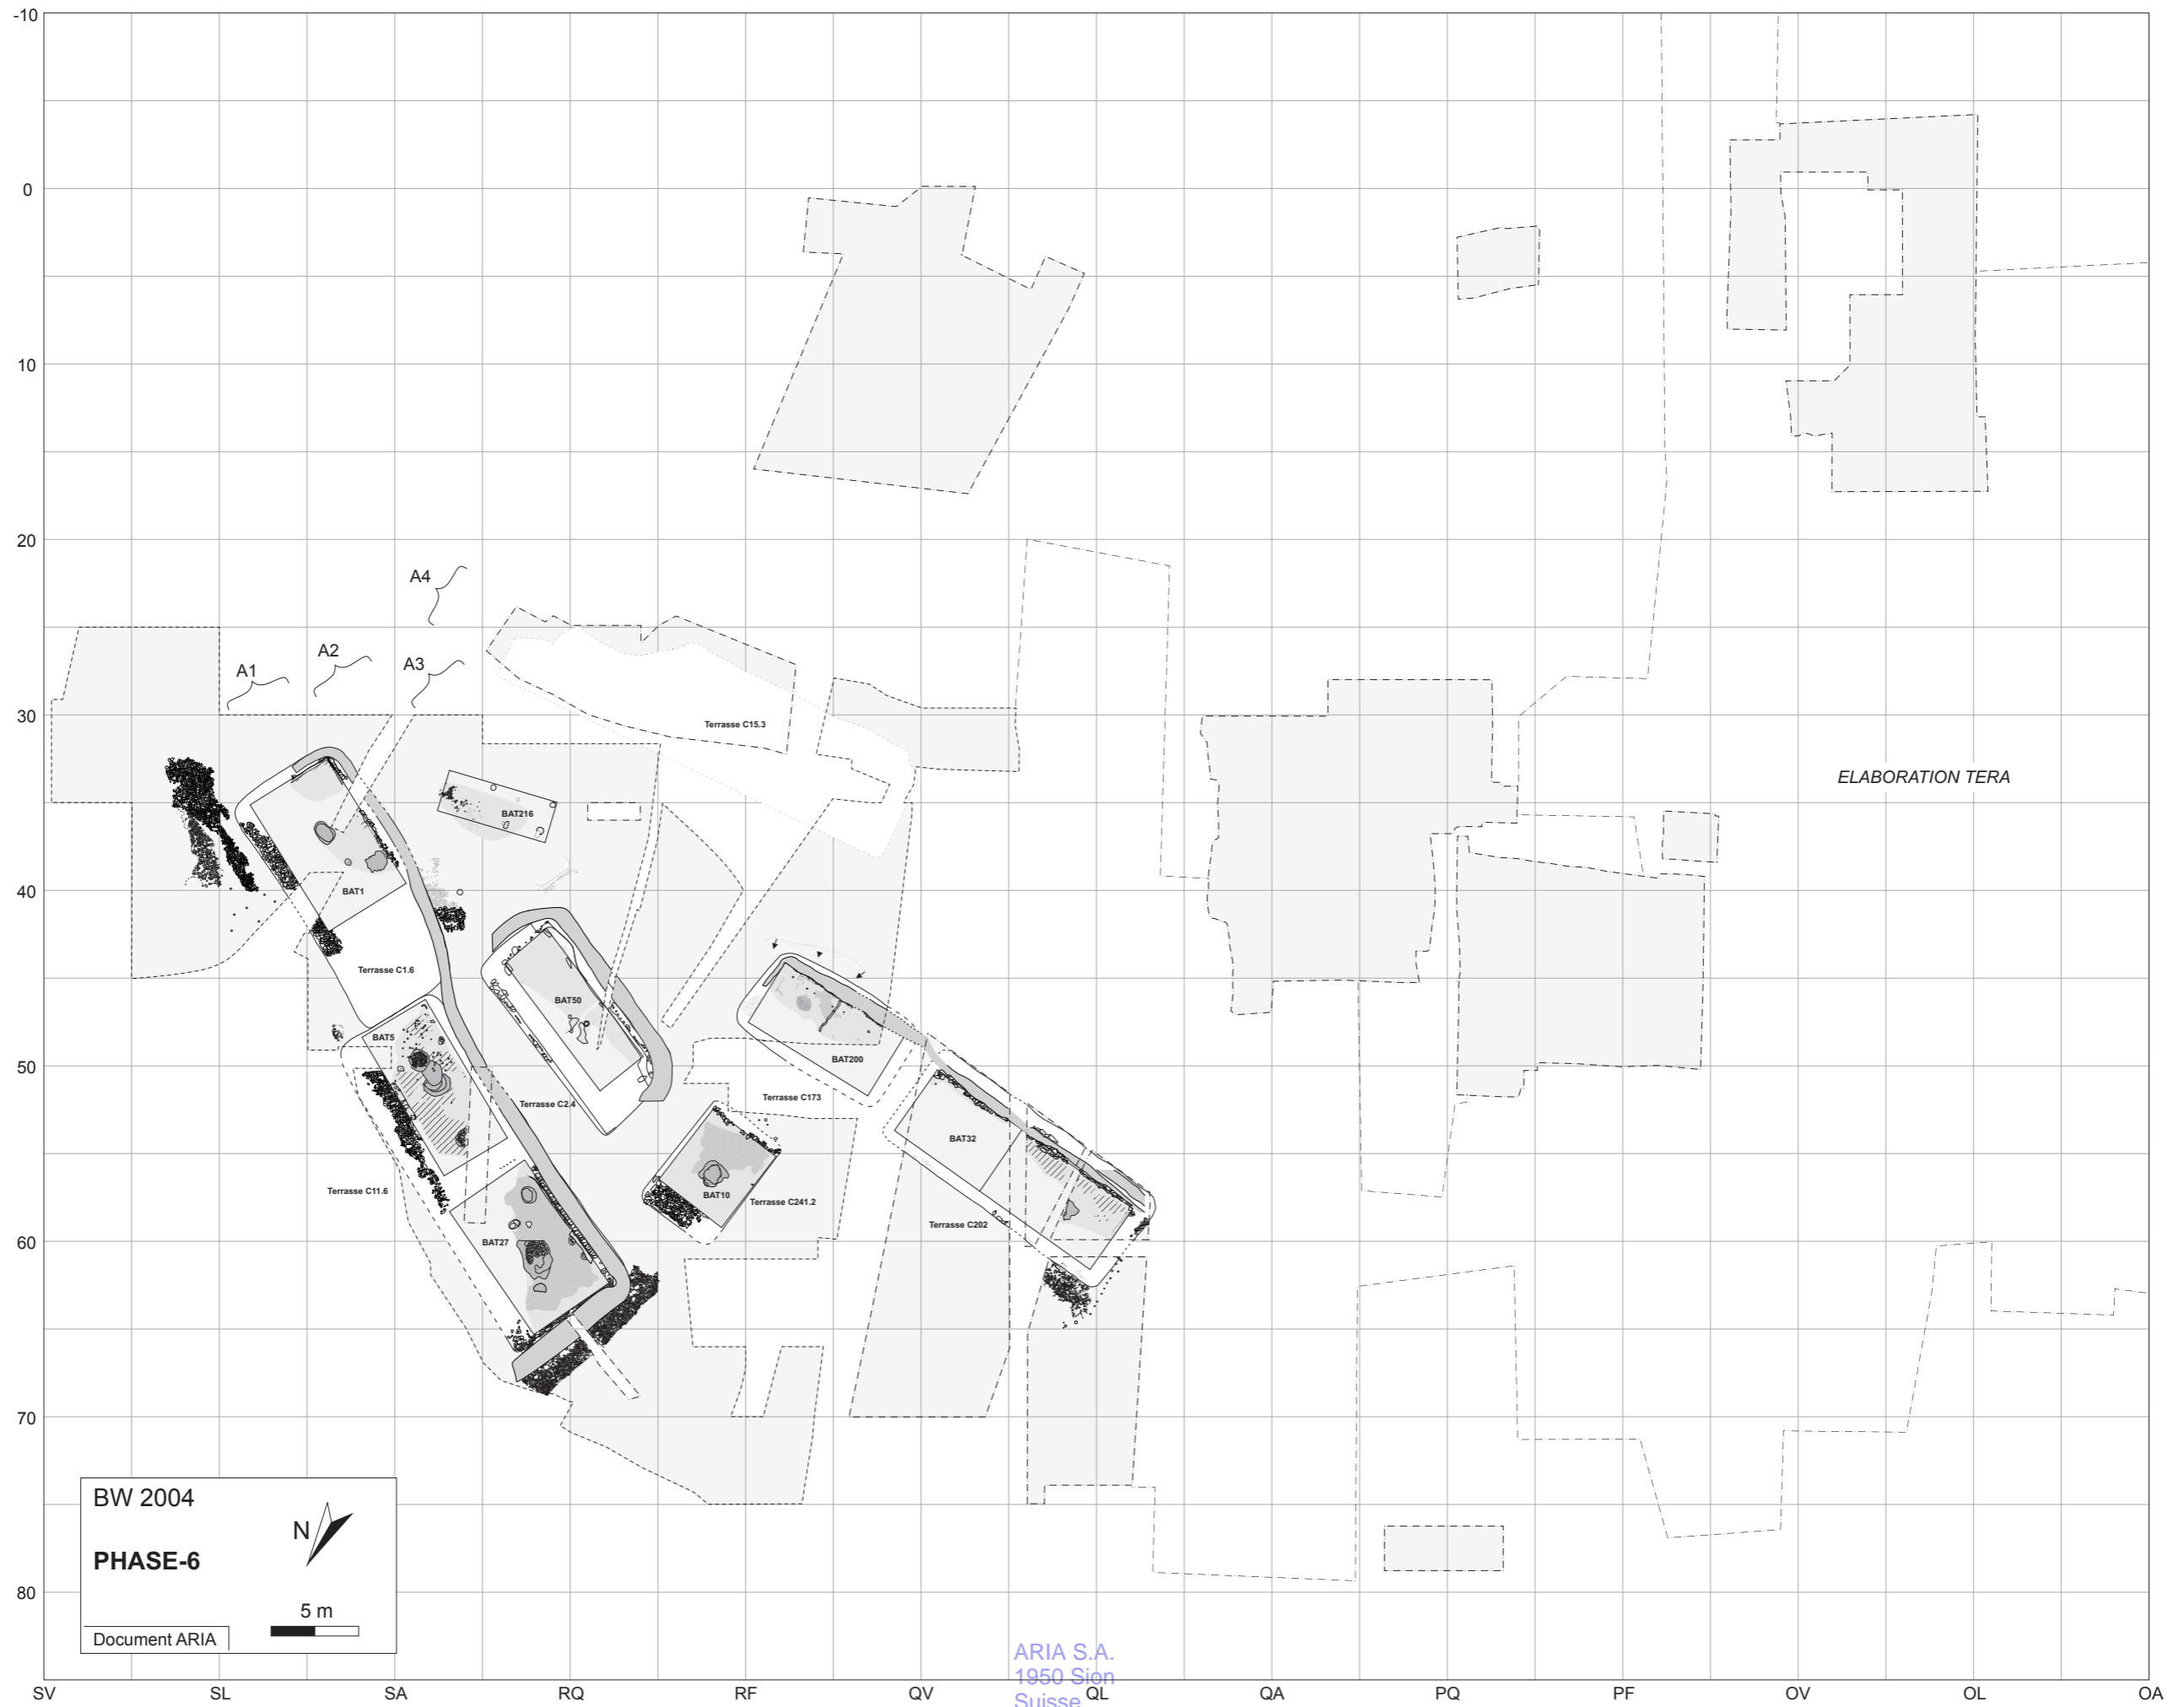 -10
0
10
20
A4
A2
A1
A3
30
Terrasse C15.3
ELABORATION TERA
BAT216
40
BAT1
Terrasse C1.6
BAT50
BAT5
50
BAT200
Terrasse C2.4
Terrasse C173
BAT32
Terrasse C11.6
BAT10
Terrasse C241.2
Terrasse C202
60
BAT27
70
BW 2004
N
PHASE-6
80
5 m
Document ARIA
ARIA S.A.
1950 Sion
Suisse
SV SL SA RQ RF QV QL QA PQ PF OV OL OA